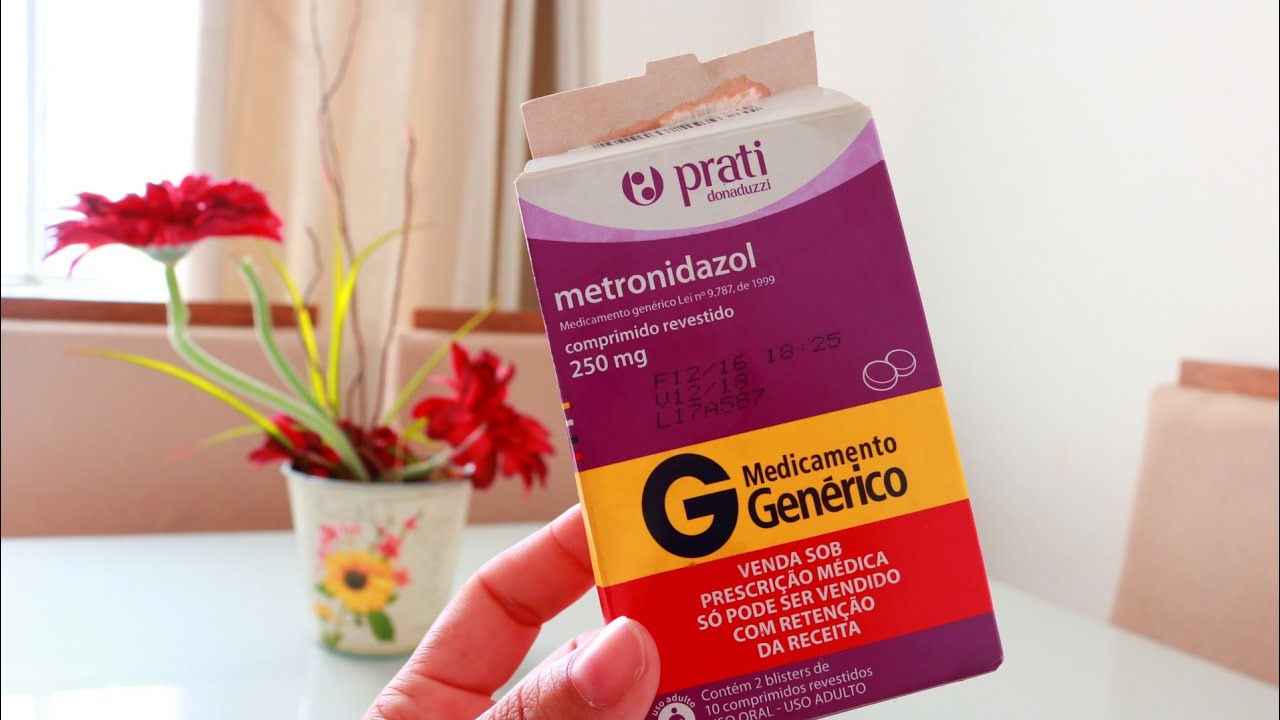 prati
donaduzzi
metronidazol
Medicamento genérico Lei nº 9.787, de 1999
comprimido revestido
250 mg
F12/16 18:25
V12/18
L17A587
G Medicamento
Genérico
VENDA SOB
PRESCRIÇÃO MÉDICA
SÓ PODE SER VENDIDO
COM RETENÇÃO
DA RECEITA
uso adulto
Contém 2 blisters de
10 comprimidos revestidos
USO ORAL - USO ADULTO